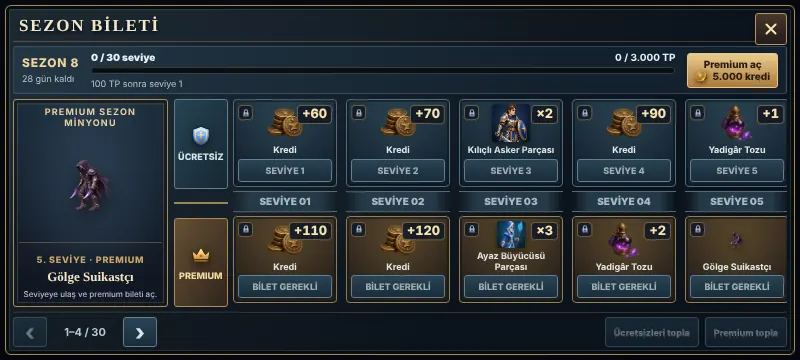 SEZON BİLETİ
SEZON 8
28 gün kaldı
0 / 30 seviye
0 / 3.000 TP
100 TP sonra seviye 1
Premium aç
5.000 kredi
PREMIUM SEZON
MİNYONU
5. SEVİYE · PREMIUM
Gölge Suikastçı
Seviyeye ulaş ve premium bileti aç.
ÜCRETSİZ
+60
Kredi
SEVİYE 1
+70
Kredi
SEVİYE 2
×2
Kılıçlı Asker Parçası
SEVİYE 3
+90
Kredi
SEVİYE 4
+1
Yadigâr Tozu
SEVİYE 5
SEVİYE 01
SEVİYE 02
SEVİYE 03
SEVİYE 04
SEVİYE 05
PREMIUM
+110
Kredi
BİLET GEREKLİ
+120
Kredi
BİLET GEREKLİ
×3
Ayaz Büyücüsü
Parçası
BİLET GEREKLİ
+2
Yadigâr Tozu
BİLET GEREKLİ
Gölge Suikastçı
BİLET GEREKLİ
1–4 / 30
Ücretsizleri topla
Premium topla